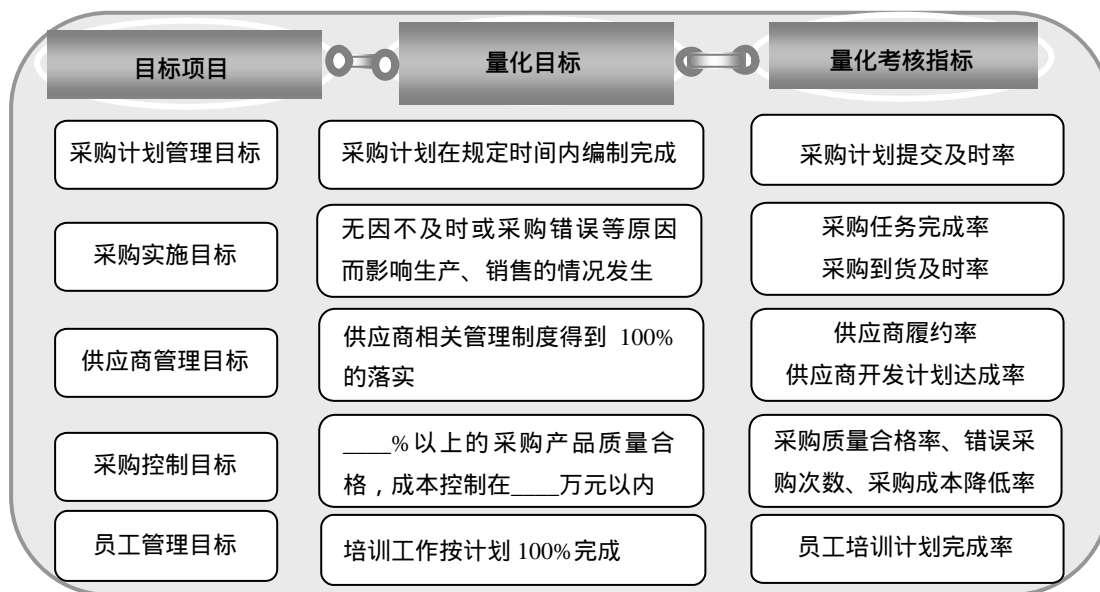 目标项目
量化目标
量化考核指标
采购计划管理目标
采购计划在规定时间内编制完成
采购计划提交及时率
采购实施目标
无因不及时或采购错误等原因
而影响生产、销售的情况发生
采购任务完成率
采购到货及时率
供应商管理目标
供应商相关管理制度得到 100%
的落实
供应商履约率
供应商开发计划达成率
采购控制目标
____%以上的采购产品质量合
格，成本控制在____万元以内
采购质量合格率、错误采
购次数、采购成本降低率
员工管理目标
培训工作按计划 100%完成
员工培训计划完成率